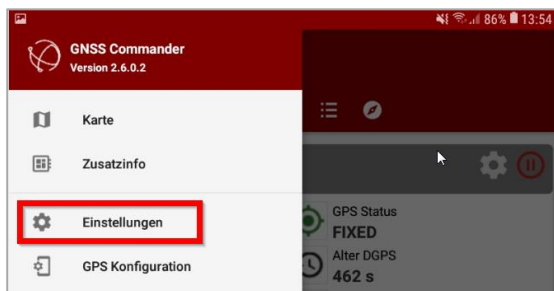 86% 13:54
GNSS Commander
Version 2.6.0.2
Karte
Zusatzinfo
Einstellungen
GPS Konfiguration
GPS Status
FIXED
Alter DGPS
462 s